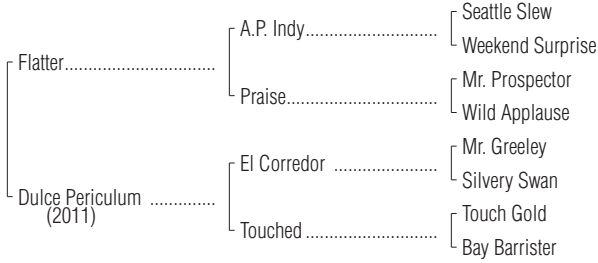 Seattle Slew
A.P. Indy
Weekend Surprise
Flatter
Mr. Prospector
Praise
Wild Applause
Mr. Greeley
El Corredor
Silvery Swan
Dulce Periculum
(2011)
Touch Gold
Touched
Bay Barrister